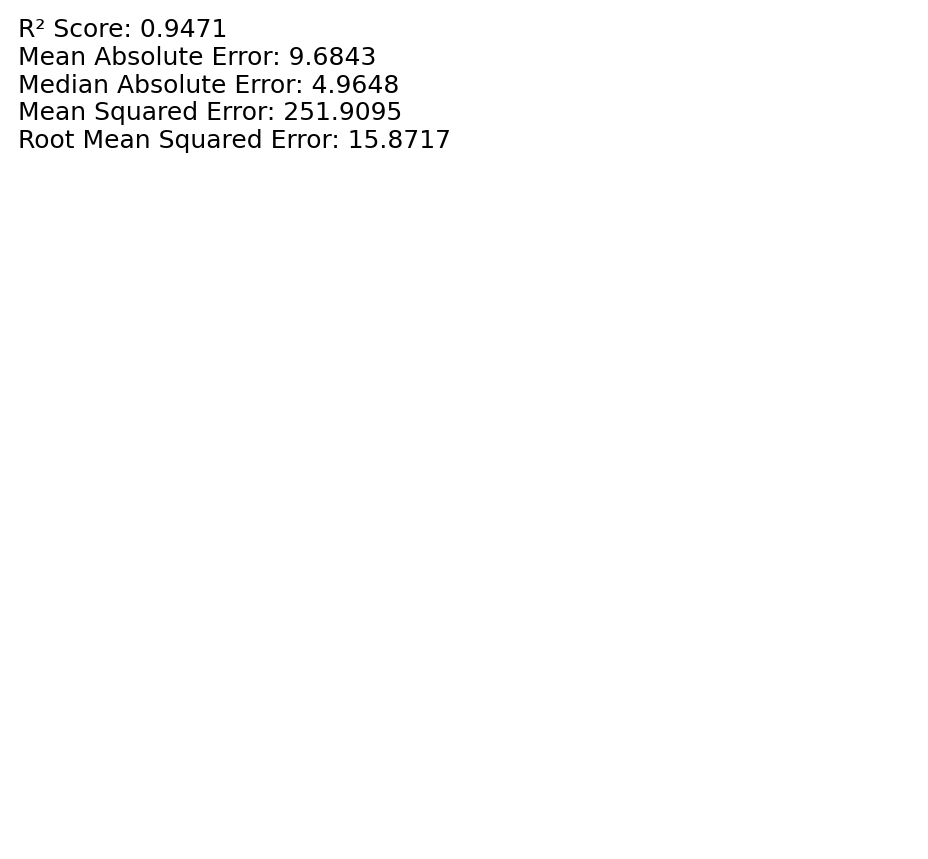 R² Score: 0.9471
Mean Absolute Error: 9.6843
Median Absolute Error: 4.9648
Mean Squared Error: 251.9095
Root Mean Squared Error: 15.8717